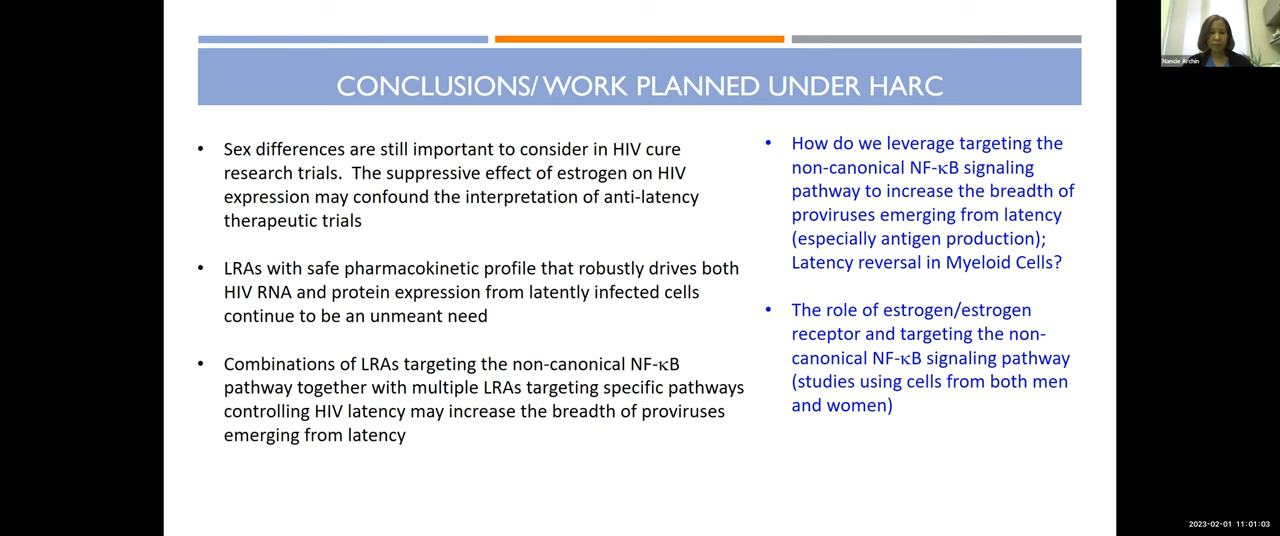 CONCLUSIONS/ WORK PLANNED UNDER HARC
• Sex differences are still important to consider in HIV cure
research trials. The suppressive effect of estrogen on HIV
expression may confound the interpretation of anti-latency
therapeutic trials
• LRAs with safe pharmacokinetic profile that robustly drives both
HIV RNA and protein expression from latently infected cells
continue to be an unmeant need
• Combinations of LRAs targeting the non-canonical NF-κB
pathway together with multiple LRAs targeting specific pathways
controlling HIV latency may increase the breadth of proviruses
emerging from latency
• How do we leverage targeting the
non-canonical NF-κB signaling
pathway to increase the breadth of
proviruses emerging from latency
(especially antigen production);
Latency reversal in Myeloid Cells?
• The role of estrogen/estrogen
receptor and targeting the non-
canonical NF-κB signaling pathway
(studies using cells from both men
and women)
Nancie Archin
2023-02-01 11:01:03